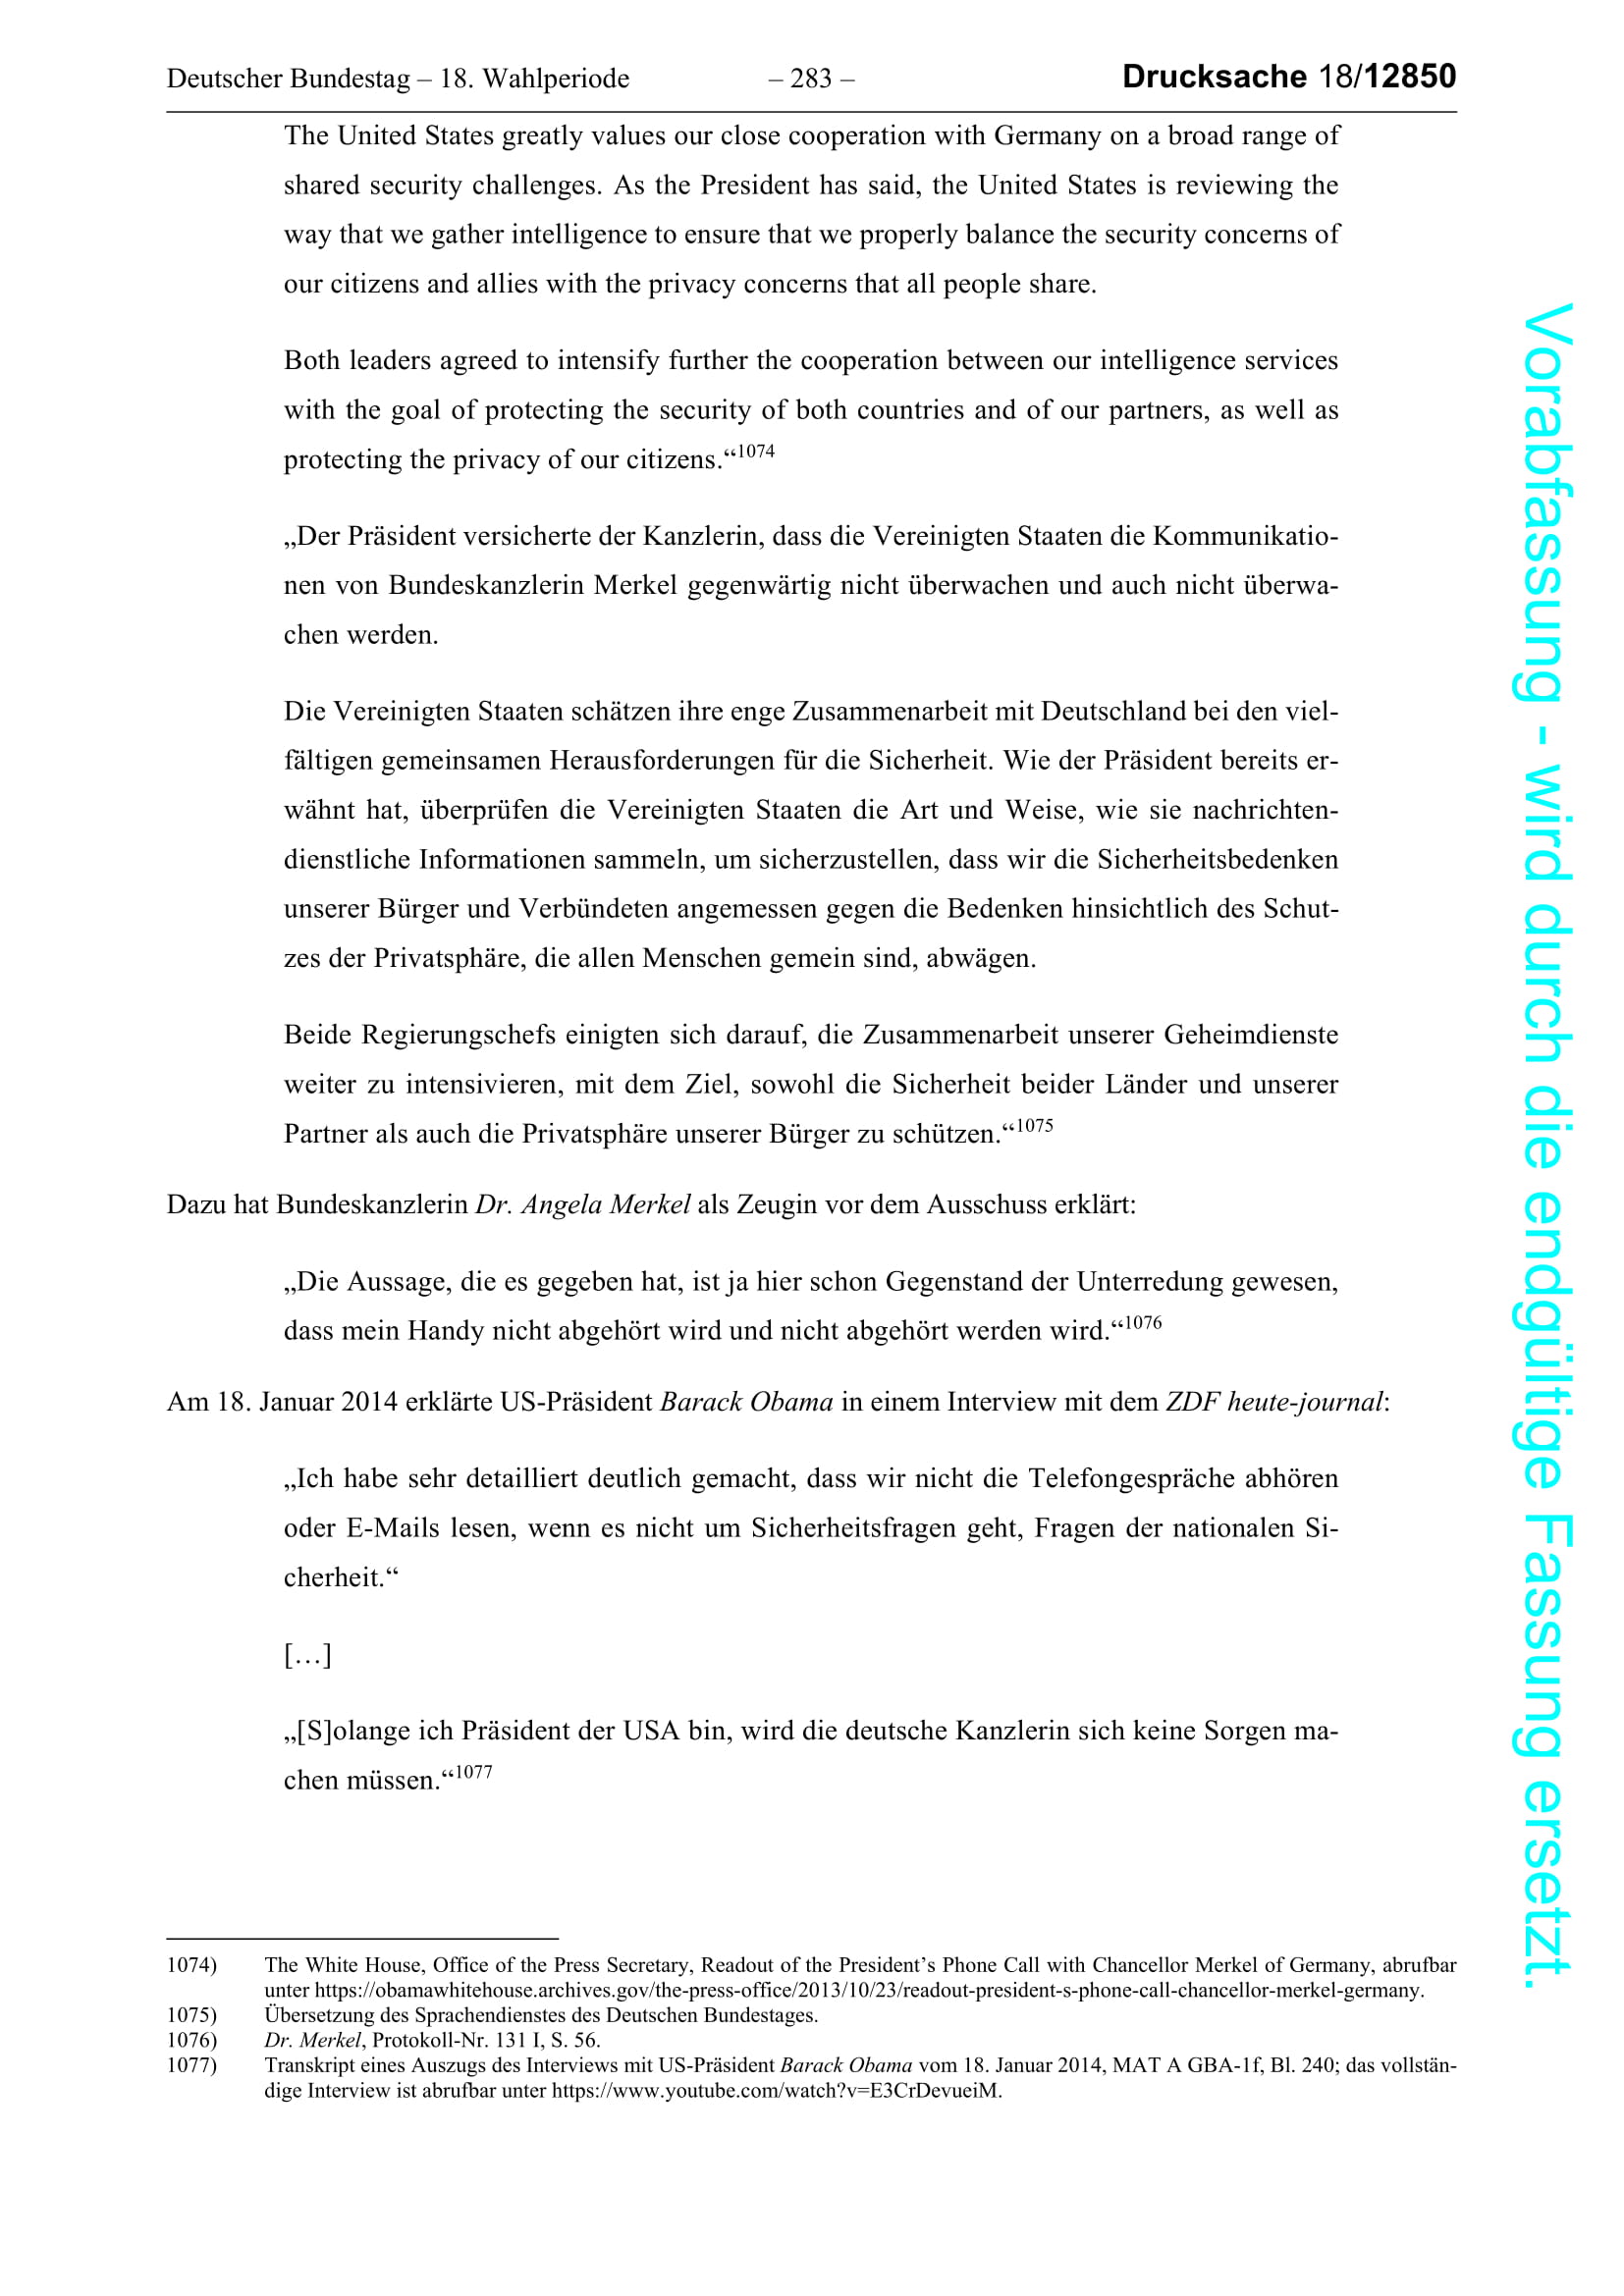 Deutscher Bundestag – 18. Wahlperiode – 283 – Drucksache 18/12850
The United States greatly values our close cooperation with Germany on a broad range of
shared security challenges. As the President has said, the United States is reviewing the
way that we gather intelligence to ensure that we properly balance the security concerns of
our citizens and allies with the privacy concerns that all people share.
Both leaders agreed to intensify further the cooperation between our intelligence services
with the goal of protecting the security of both countries and of our partners, as well as
protecting the privacy of our citizens.“1074
„Der Präsident versicherte der Kanzlerin, dass die Vereinigten Staaten die Kommunikatio-
nen von Bundeskanzlerin Merkel gegenwärtig nicht überwachen und auch nicht überwa-
chen werden.
Die Vereinigten Staaten schätzen ihre enge Zusammenarbeit mit Deutschland bei den viel-
fältigen gemeinsamen Herausforderungen für die Sicherheit. Wie der Präsident bereits er-
wähnt hat, überprüfen die Vereinigten Staaten die Art und Weise, wie sie nachrichten-
dienstliche Informationen sammeln, um sicherzustellen, dass wir die Sicherheitsbedenken
unserer Bürger und Verbündeten angemessen gegen die Bedenken hinsichtlich des Schut-
zes der Privatsphäre, die allen Menschen gemein sind, abwägen.
Beide Regierungschefs einigten sich darauf, die Zusammenarbeit unserer Geheimdienste
weiter zu intensivieren, mit dem Ziel, sowohl die Sicherheit beider Länder und unserer
Partner als auch die Privatsphäre unserer Bürger zu schützen.“1075
Dazu hat Bundeskanzlerin Dr. Angela Merkel als Zeugin vor dem Ausschuss erklärt:
„Die Aussage, die es gegeben hat, ist ja hier schon Gegenstand der Unterredung gewesen,
dass mein Handy nicht abgehört wird und nicht abgehört werden wird.“1076
Am 18. Januar 2014 erklärte US-Präsident Barack Obama in einem Interview mit dem ZDF heute-journal:
„Ich habe sehr detailliert deutlich gemacht, dass wir nicht die Telefongespräche abhören
oder E-Mails lesen, wenn es nicht um Sicherheitsfragen geht, Fragen der nationalen Si-
cherheit.“
[…]
„[S]olange ich Präsident der USA bin, wird die deutsche Kanzlerin sich keine Sorgen ma-
chen müssen.“1077
1074) The White House, Office of the Press Secretary, Readout of the President’s Phone Call with Chancellor Merkel of Germany, abrufbar
unter https://obamawhitehouse.archives.gov/the-press-office/2013/10/23/readout-president-s-phone-call-chancellor-merkel-germany.
1075) Übersetzung des Sprachendienstes des Deutschen Bundestages.
1076) Dr. Merkel, Protokoll-Nr. 131 I, S. 56.
1077) Transkript eines Auszugs des Interviews mit US-Präsident Barack Obama vom 18. Januar 2014, MAT A GBA-1f, Bl. 240; das vollstän-
dige Interview ist abrufbar unter https://www.youtube.com/watch?v=E3CrDevueiM.
Vorabfassung - wird durch die endgültige Fassung ersetzt.